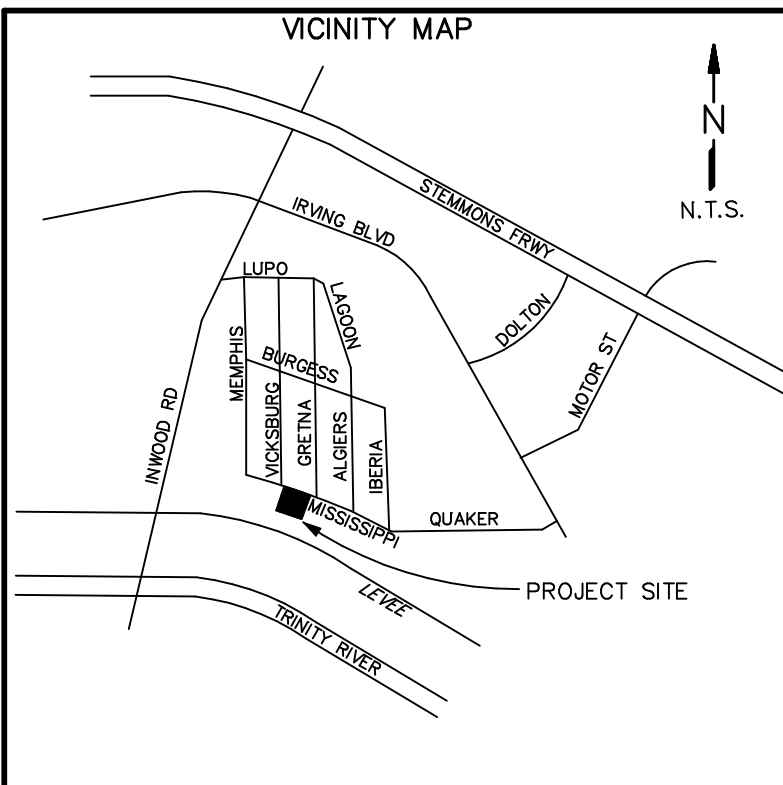 VICINITY MAP
N
N.T.S.
STEMMONS FRWY
IRVING BLVD
LUPO
LAGOON
DOLTON
MOTOR ST
MEMPHIS
BURGESS
VICKSBURG
GRETNA
ALGIERS
IBERIA
INWOOD RD
MISSISSIPPI
QUAKER
PROJECT SITE
LEVEE
TRINITY RIVER